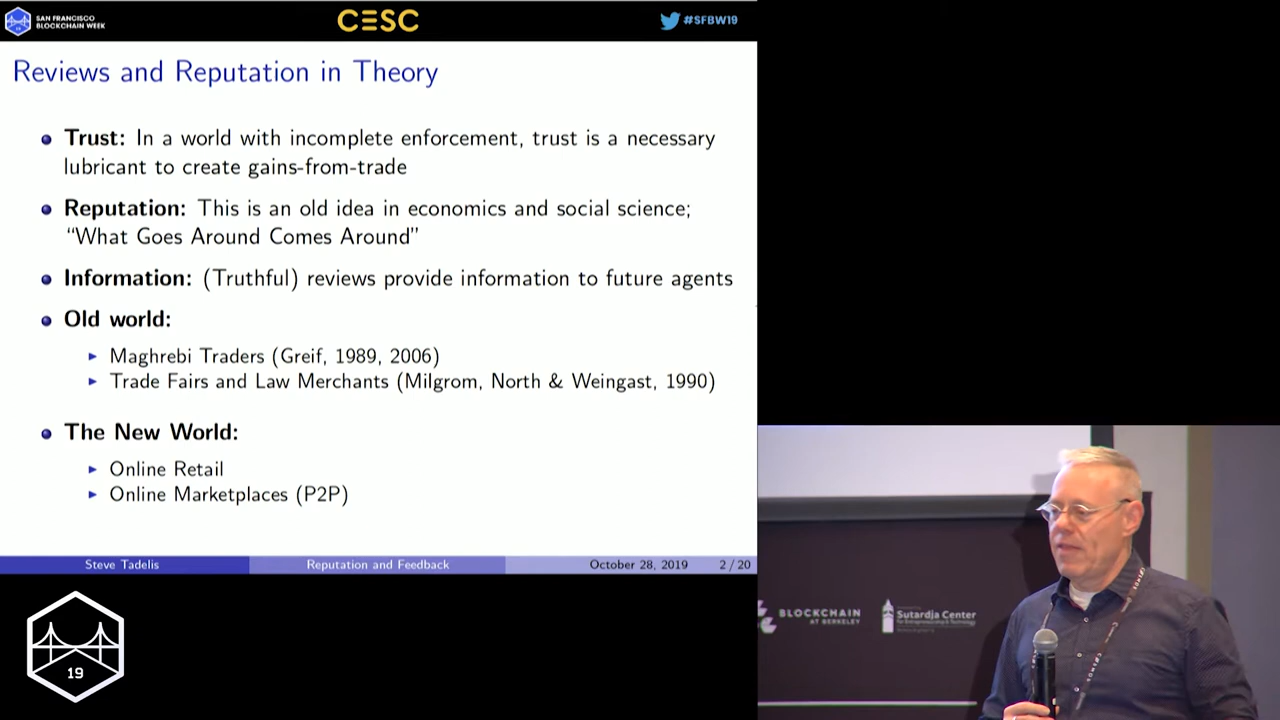 SAN FRANCISCO
BLOCKCHAIN WEEK
19
CESC
#SFBW19
Reviews and Reputation in Theory
Trust: In a world with incomplete enforcement, trust is a necessary
lubricant to create gains-from-trade
Reputation: This is an old idea in economics and social science;
“What Goes Around Comes Around”
Information: (Truthful) reviews provide information to future agents
Old world:
Maghrebi Traders (Greif, 1989, 2006)
Trade Fairs and Law Merchants (Milgrom, North & Weingast, 1990)
The New World:
Online Retail
Online Marketplaces (P2P)
Steve Tadelis
Reputation and Feedback
October 28, 2019
2 / 20
19
BLOCKCHAIN
AT BERKELEY
Sutardja Center